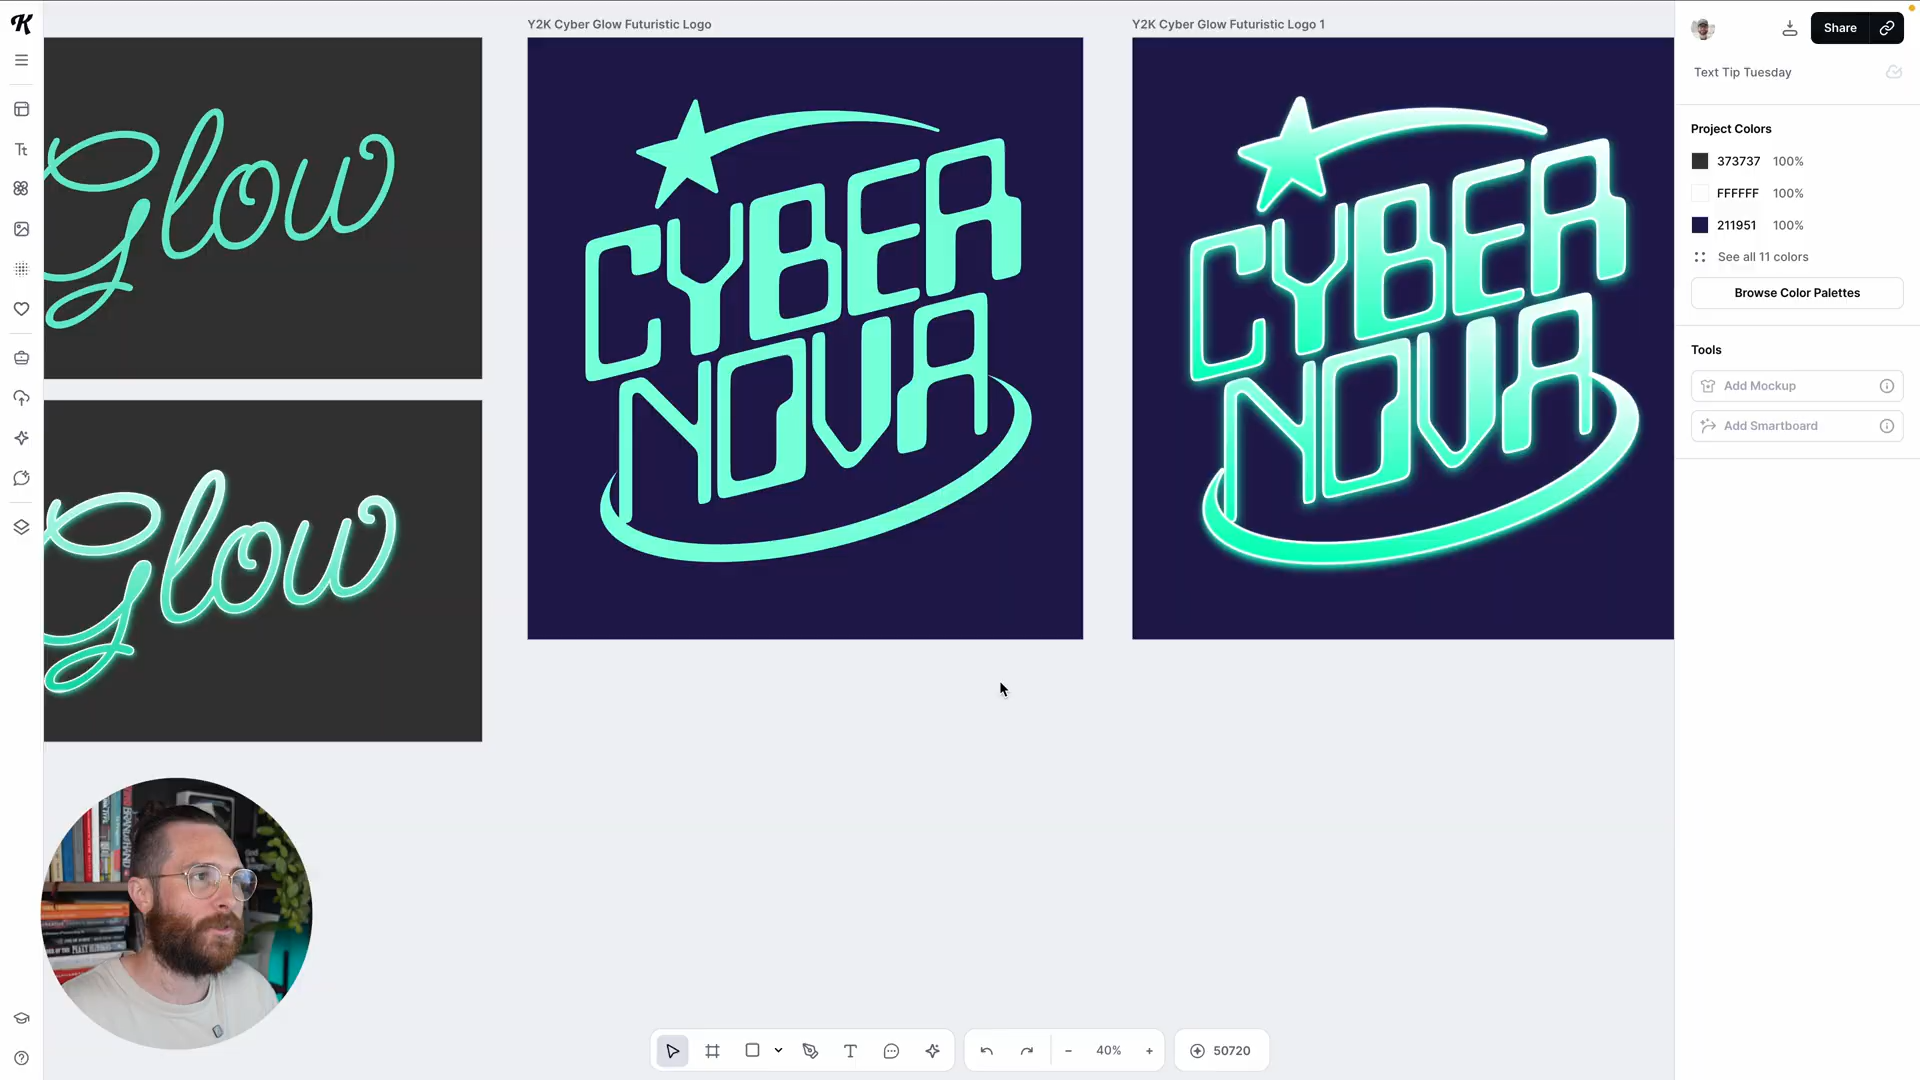 Y2K Cyber Glow Futuristic Logo
Y2K Cyber Glow Futuristic Logo 1
Share
Text Tip Tuesday
Glow
CYBER
NOVA
CYBER
NOVA
Glow
Project Colors
373737 100%
FFFFFF 100%
211951 100%
See all 11 colors
Browse Color Palettes
Tools
Add Mockup
Add Smartboard
Tt
40%
50720